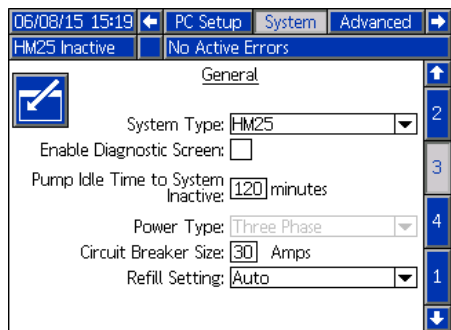 06/08/15 15:19 PC Setup System Advanced
HM25 Inactive No Active Errors
General
2
System Type: HM25
Enable Diagnostic Screen:
3
Pump Idle Time to System
Inactive: 120 minutes
Power Type: Three Phase
4
Circuit Breaker Size: 30 Amps
Refill Setting: Auto
1